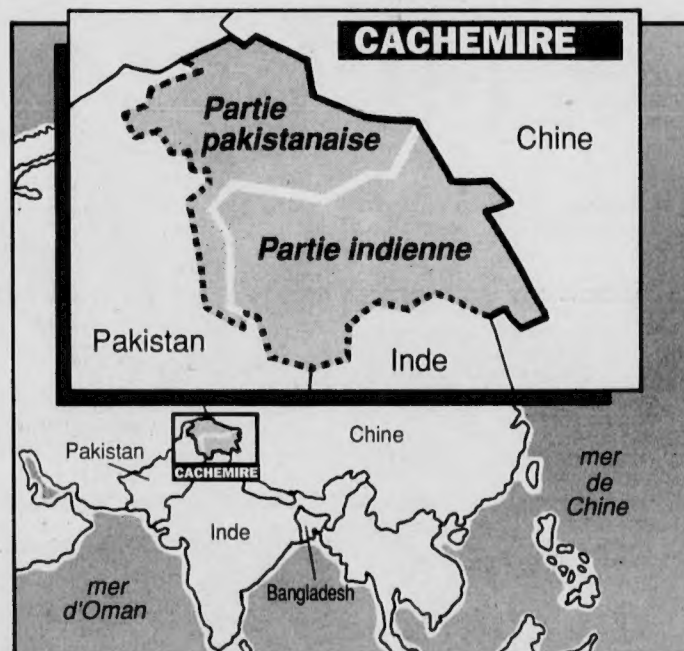 CACHEMIRE
Partie
pakistanaise
Chine
Partie indienne
Pakistan
Inde
Pakistan
CACHEMIRE
Chine
mer
de
Chine
Inde
mer
d'Oman
Bangladesh